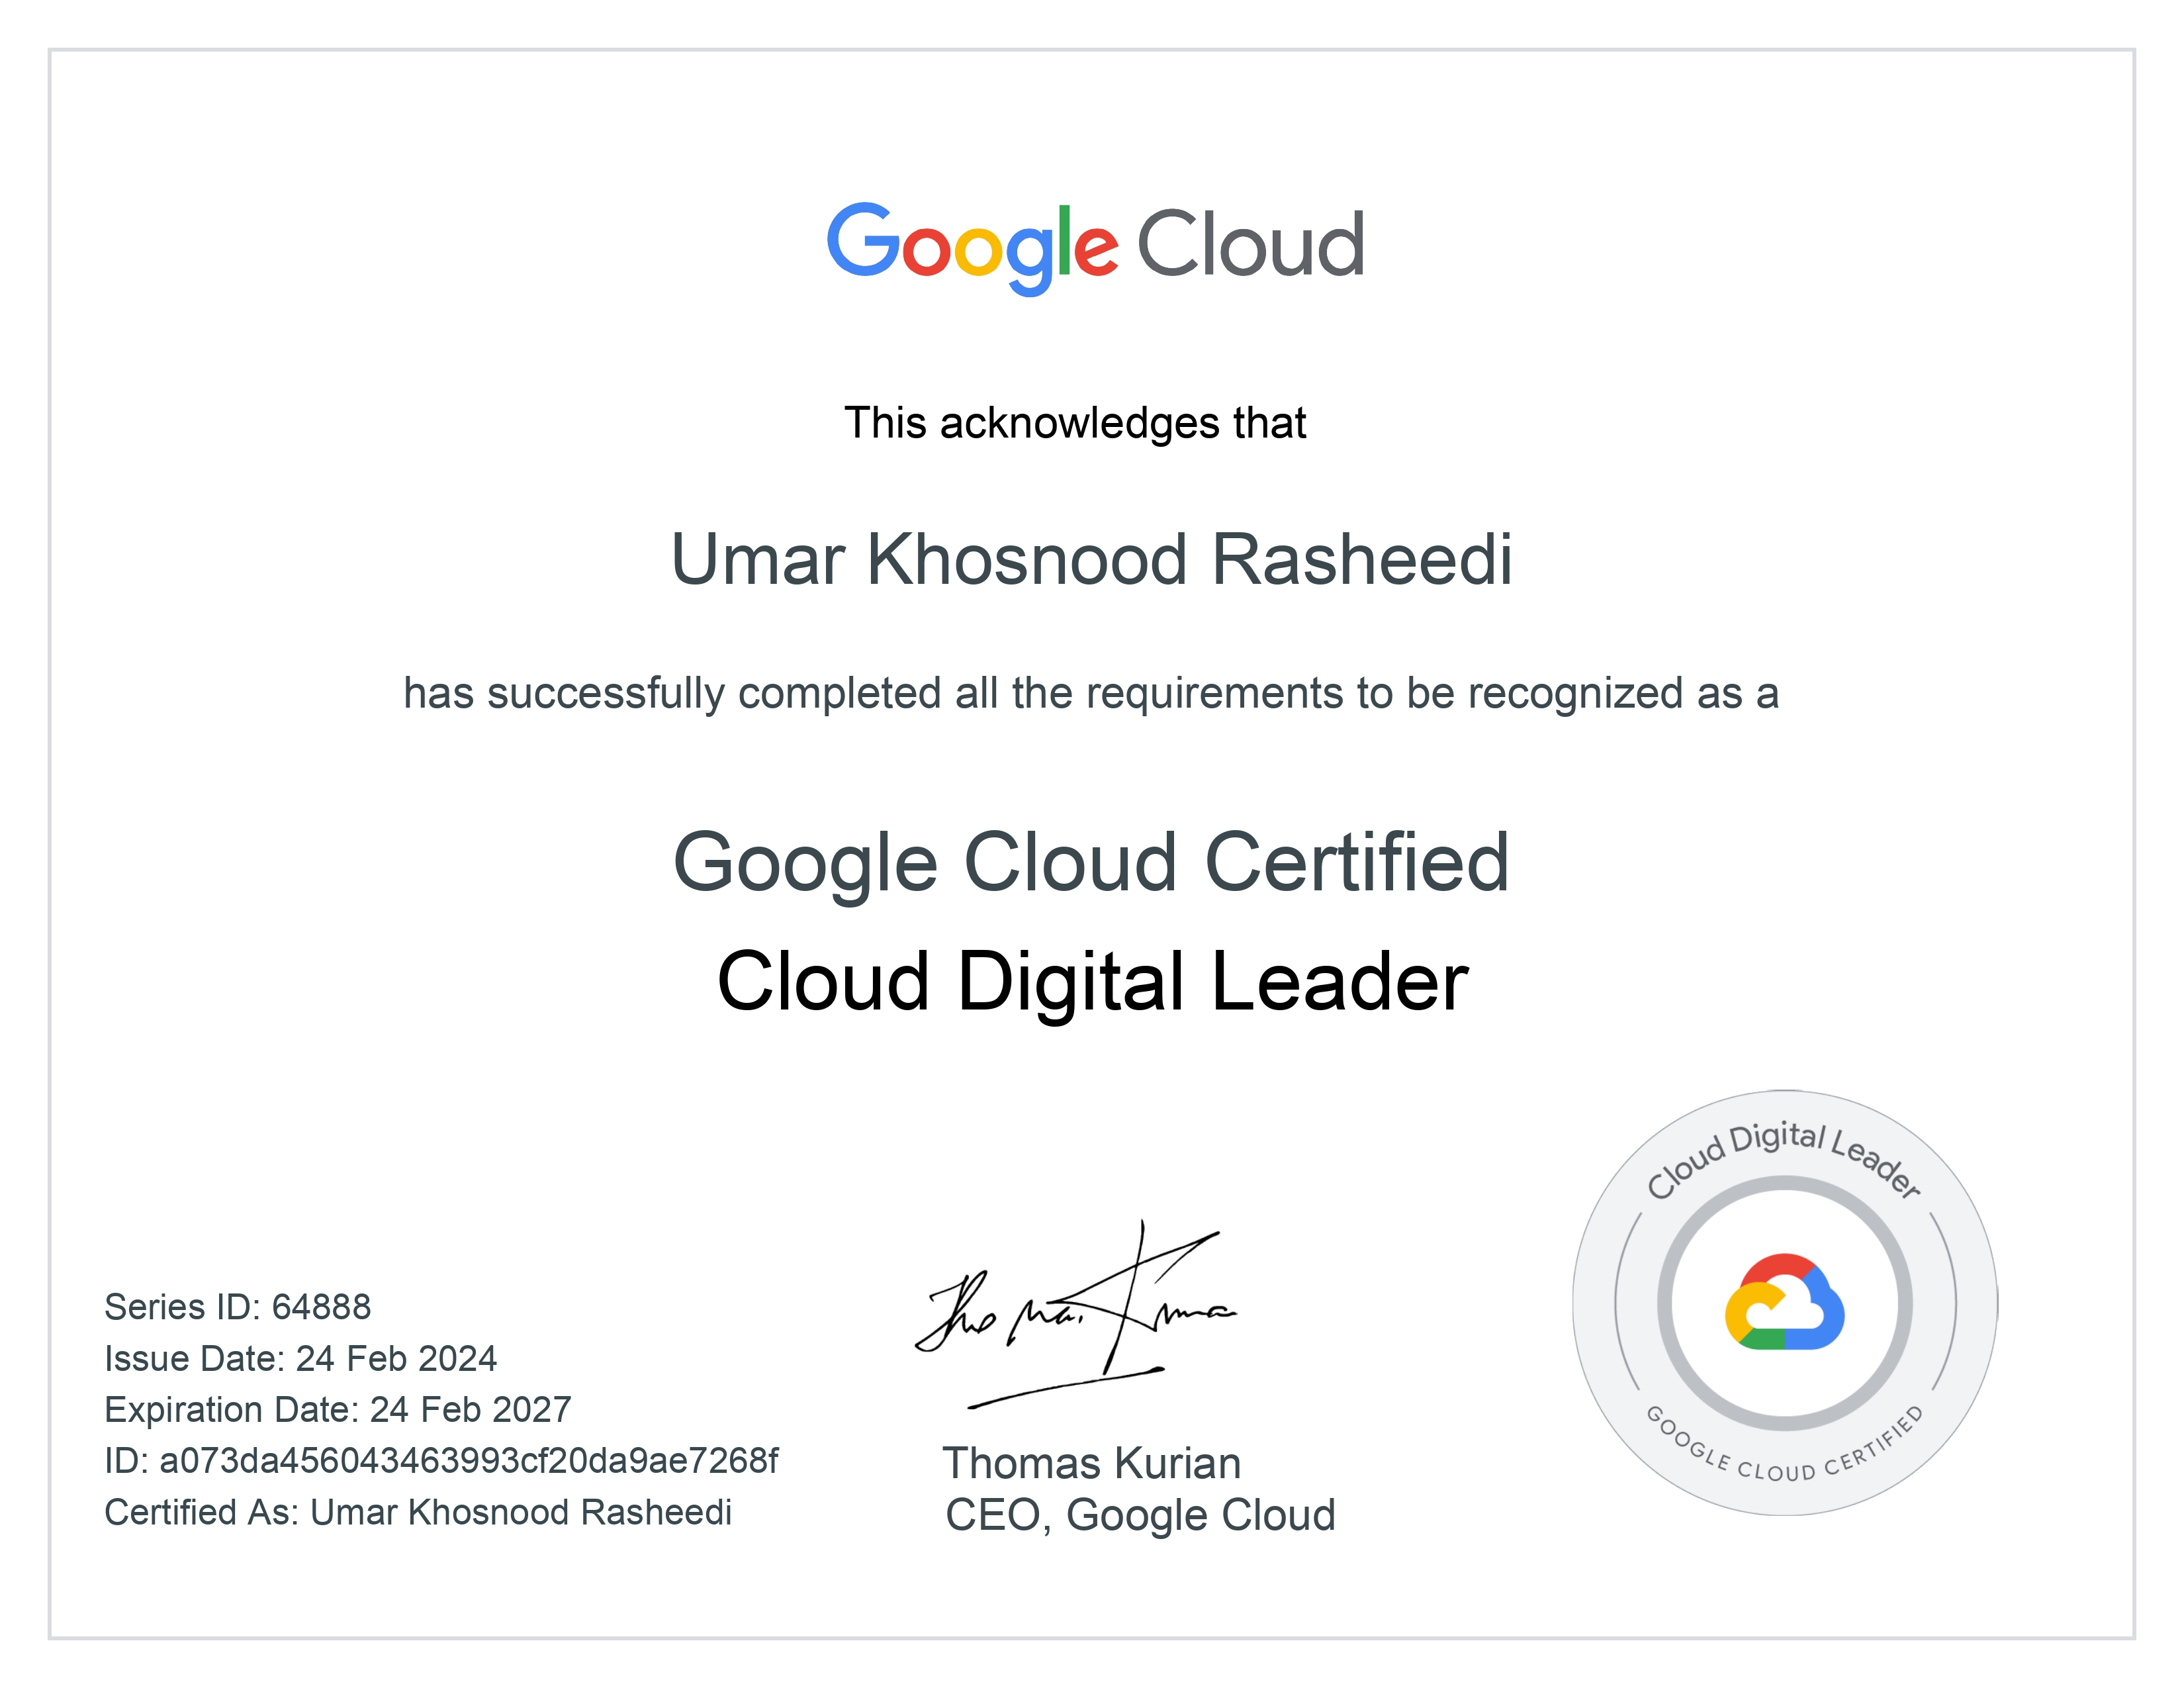 Google Cloud
This acknowledges that
Umar Khosnood Rasheedi
has successfully completed all the requirements to be recognized as a
Google Cloud Certified
Cloud Digital Leader
Series ID: 64888
Issue Date: 24 Feb 2024
Expiration Date: 24 Feb 2027
ID: a073da456043463993cf20da9ae7268f
Certified As: Umar Khosnood Rasheedi
Thomas Kurian
Thomas Kurian
CEO, Google Cloud
Cloud Digital Leader
GOOGLE CLOUD CERTIFIED